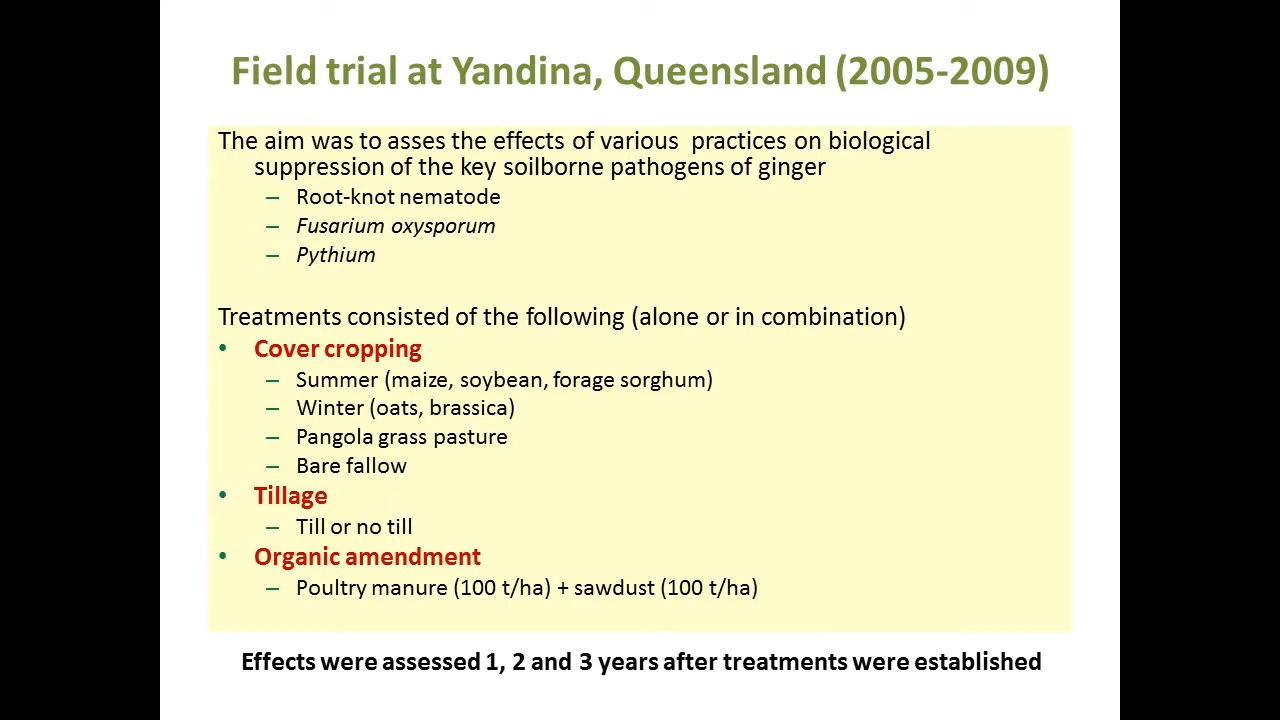 Field trial at Yandina, Queensland (2005-2009)
The aim was to asses the effects of various practices on biological
suppression of the key soilborne pathogens of ginger
– Root-knot nematode
– Fusarium oxysporum
– Pythium
Treatments consisted of the following (alone or in combination)
• Cover cropping
– Summer (maize, soybean, forage sorghum)
– Winter (oats, brassica)
– Pangola grass pasture
– Bare fallow
• Tillage
– Till or no till
• Organic amendment
– Poultry manure (100 t/ha) + sawdust (100 t/ha)
Effects were assessed 1, 2 and 3 years after treatments were established